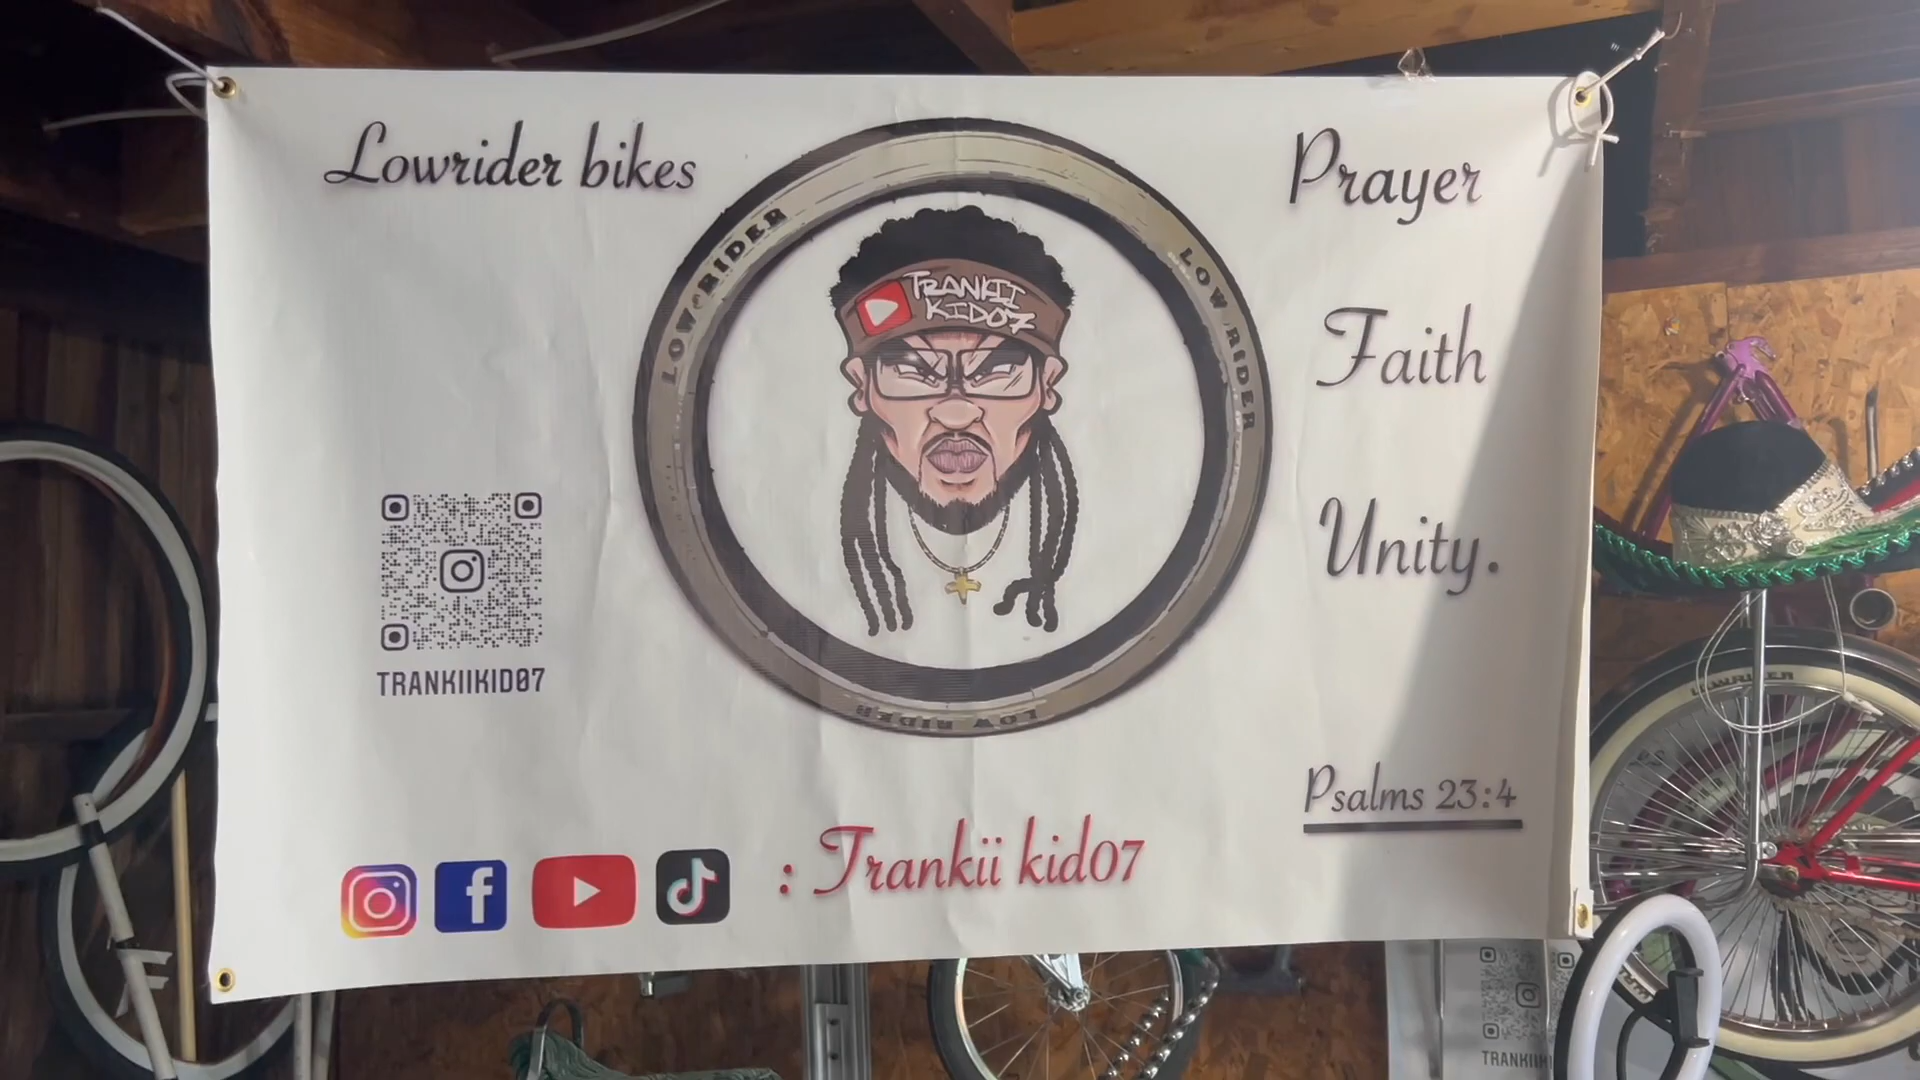 Lowrider bikes
Prayer
Faith
Unity.
LOW RIDER
LOW RIDER
LOW RIDER
TRANKII
KID07
TRANKIIKID07
Psalms 23:4
: Trankii kid07
LOWRIDER
TRANKIIKI